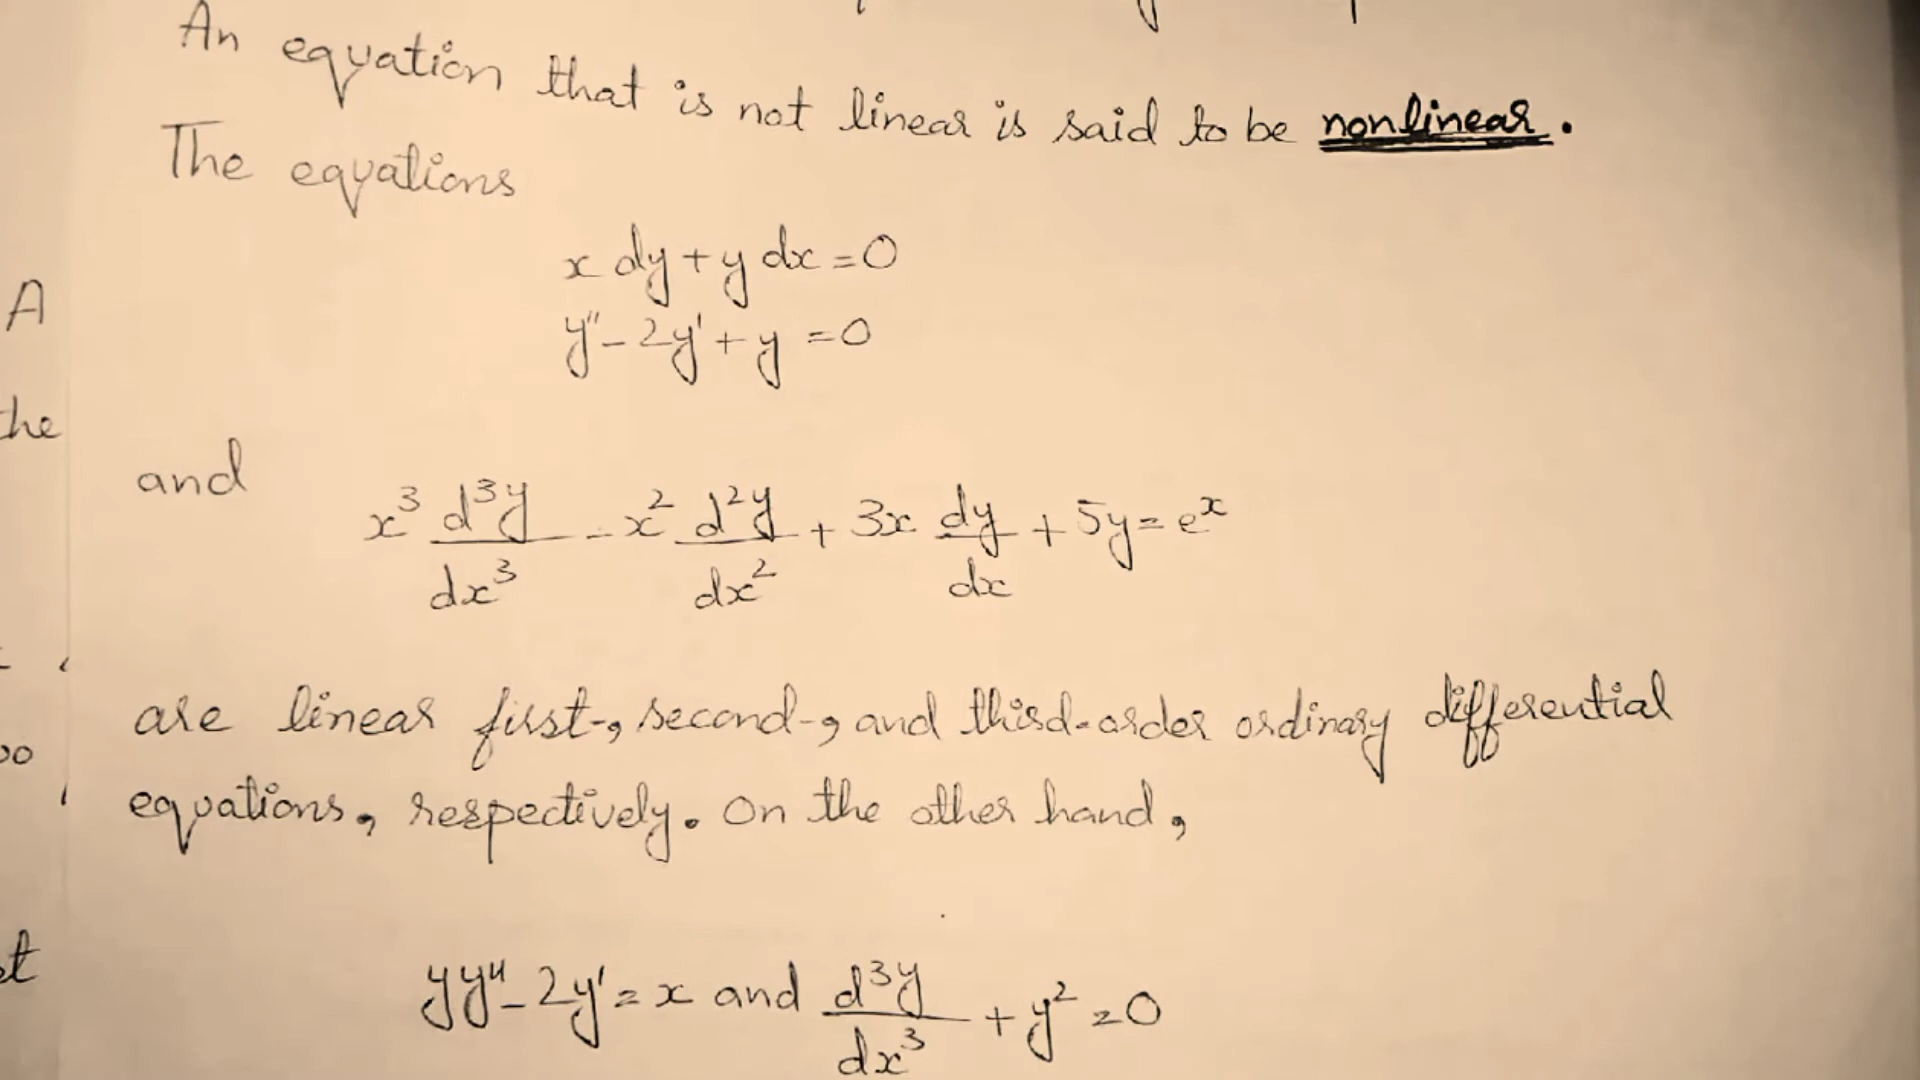 An equation that is not linear is said to be nonlinear.
The equations
x dy + y dx = 0
y'' - 2y' + y = 0
and
x³ d³y/dx³ - x² d²y/dx² + 3x dy/dx + 5y = eˣ
are linear first-, second-, and third-order ordinary differential
equations, respectively. On the other hand,
yy'' - 2y' = x and d³y/dx³ + y² = 0
A
the